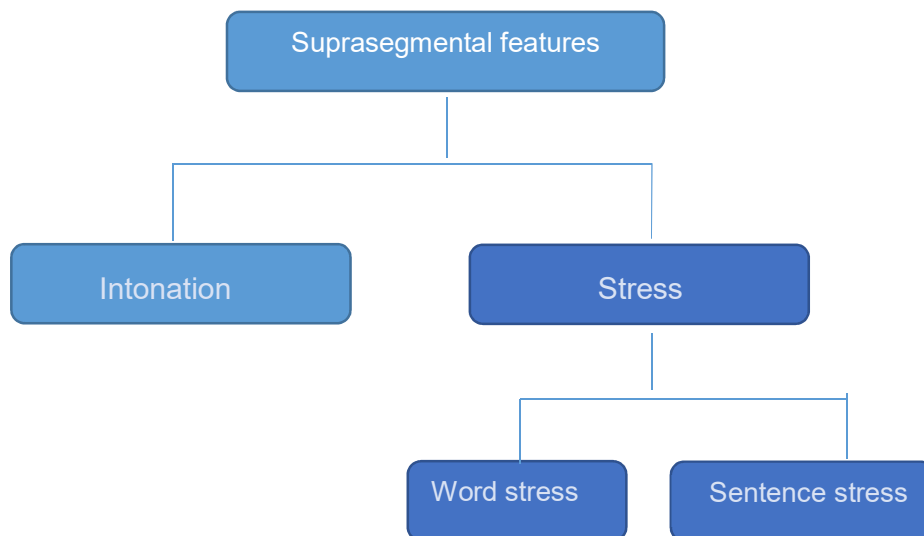 Suprasegmental features
Intonation
Stress
Word stress
Sentence stress